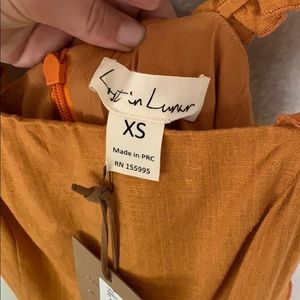 Lost in Lunar
XS
Made in PRC
RN 155995